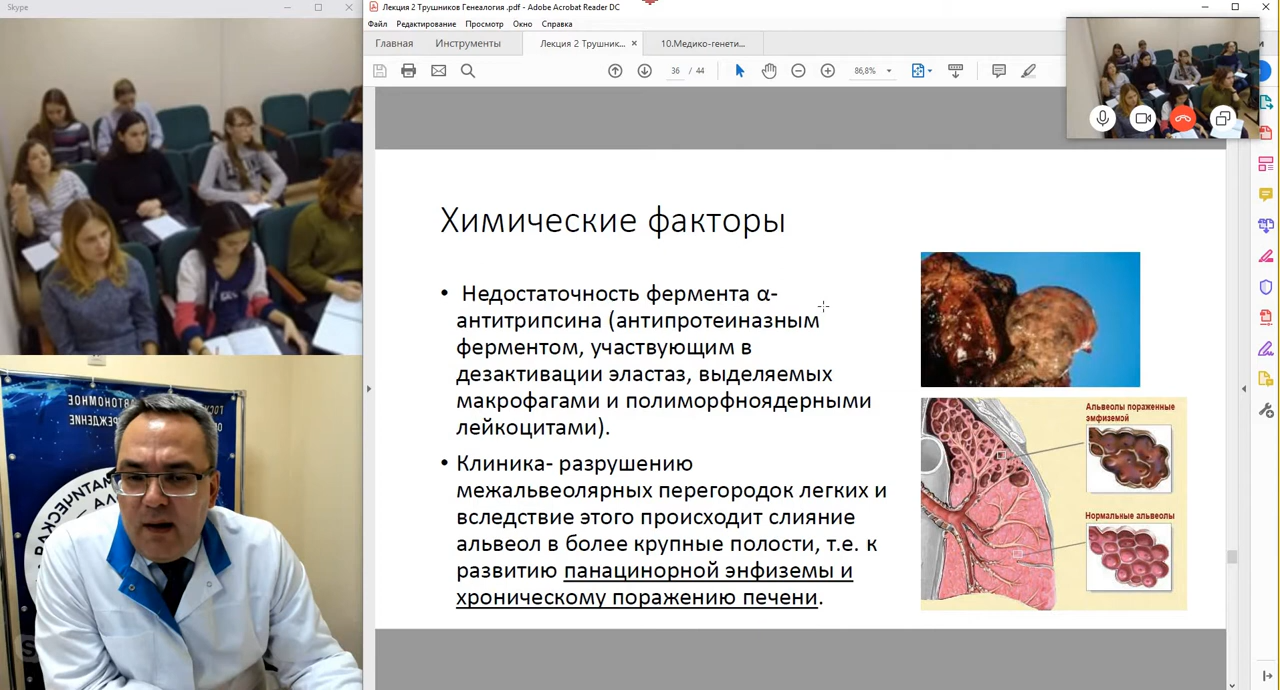 Skype
Лекция 2 Трушников Генеалогия .pdf - Adobe Acrobat Reader DC
Файл Редактирование Просмотр Окно Справка
Главная Инструменты Лекция 2 Трушник... × 10.Медико-генети...
36 / 44 86,8%
Химические факторы
• Недостаточность фермента α-
антитрипсина (антипротеиназным
ферментом, участвующим в
дезактивации эластаз, выделяемых
макрофагами и полиморфноядерными
лейкоцитами).
• Клиника- разрушению
межальвеолярных перегородок легких и
вследствие этого происходит слияние
альвеол в более крупные полости, т.е. к
развитию панацинорной эмфиземы и
хроническому поражению печени.
Альвеолы пораженные
эмфиземой
Нормальные альвеолы
АВТОНОМНОЕ
УЧРЕЖДЕНИЕ